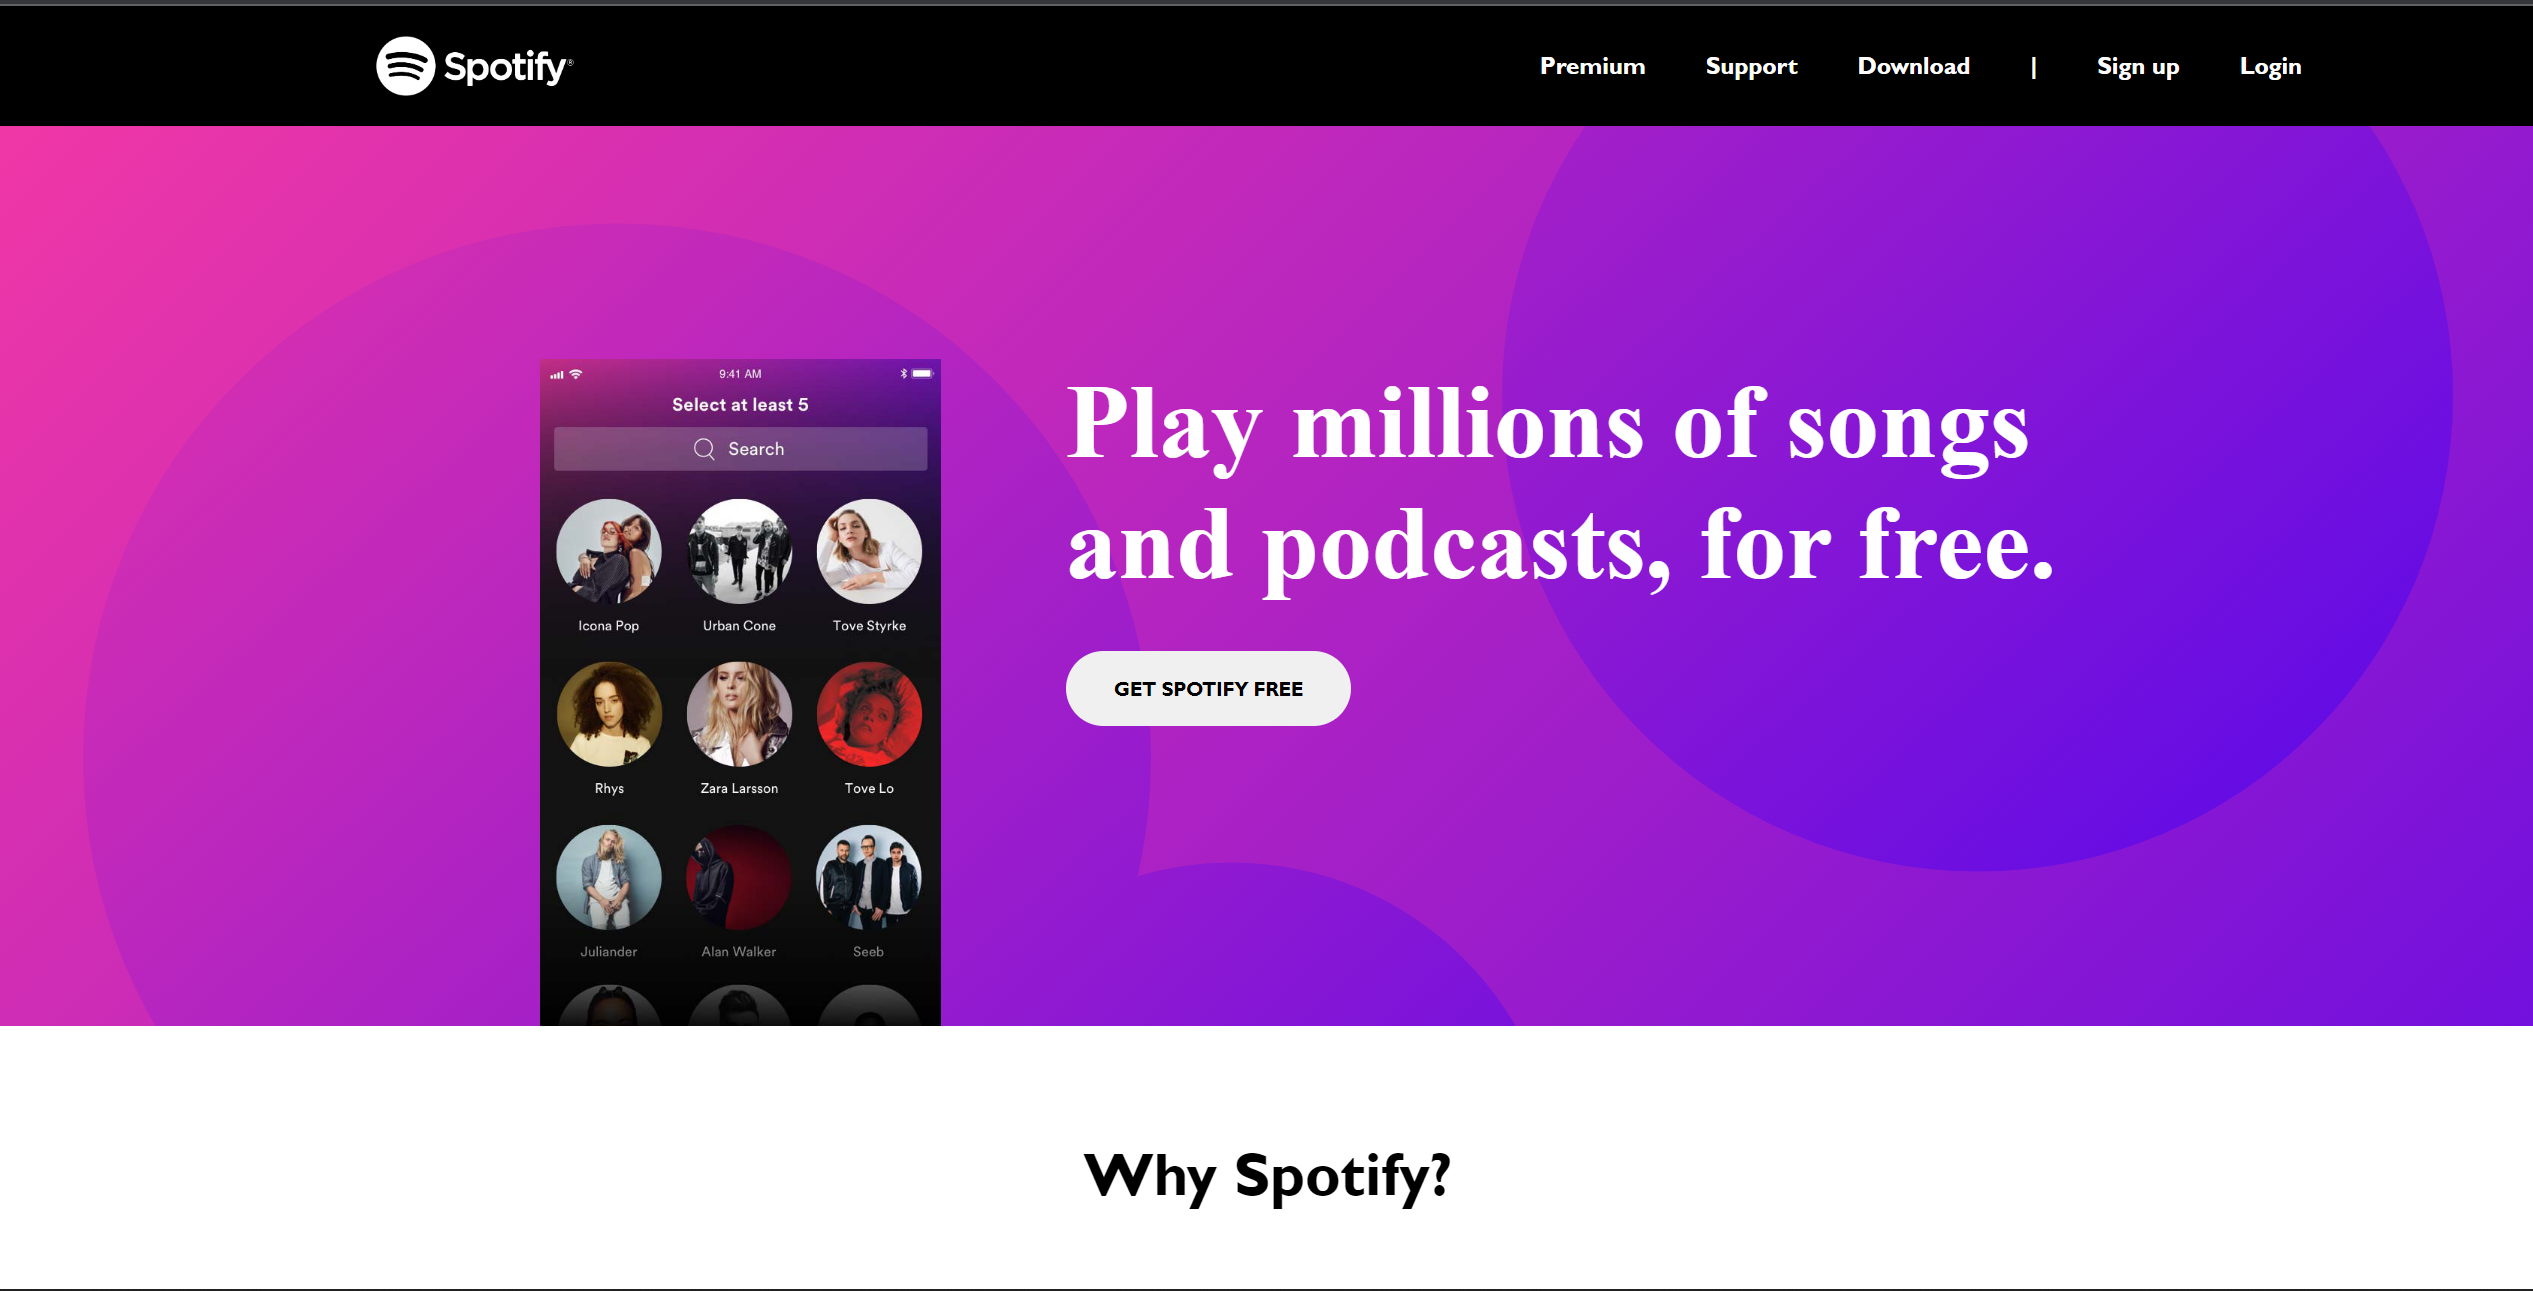 Spotify®
Premium Support Download | Sign up Login
9:41 AM
Select at least 5
Search
Play millions of songs
and podcasts, for free.
GET SPOTIFY FREE
Icona Pop Urban Cone Tove Styrke
Rhys Zara Larsson Tove Lo
Juliander Alan Walker Seeb
Why Spotify?